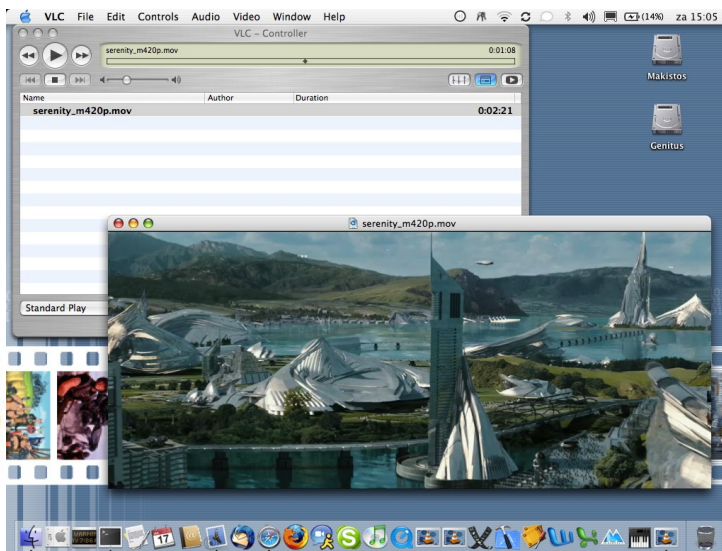 VLC File Edit Controls Audio Video Window Help (14%) za 15:05
VLC – Controller
serenity_m420p.mov 0:01:08
Name Author Duration
serenity_m420p.mov 0:02:21
Makistos
Genitus
serenity_m420p.mov
Standard Play
17